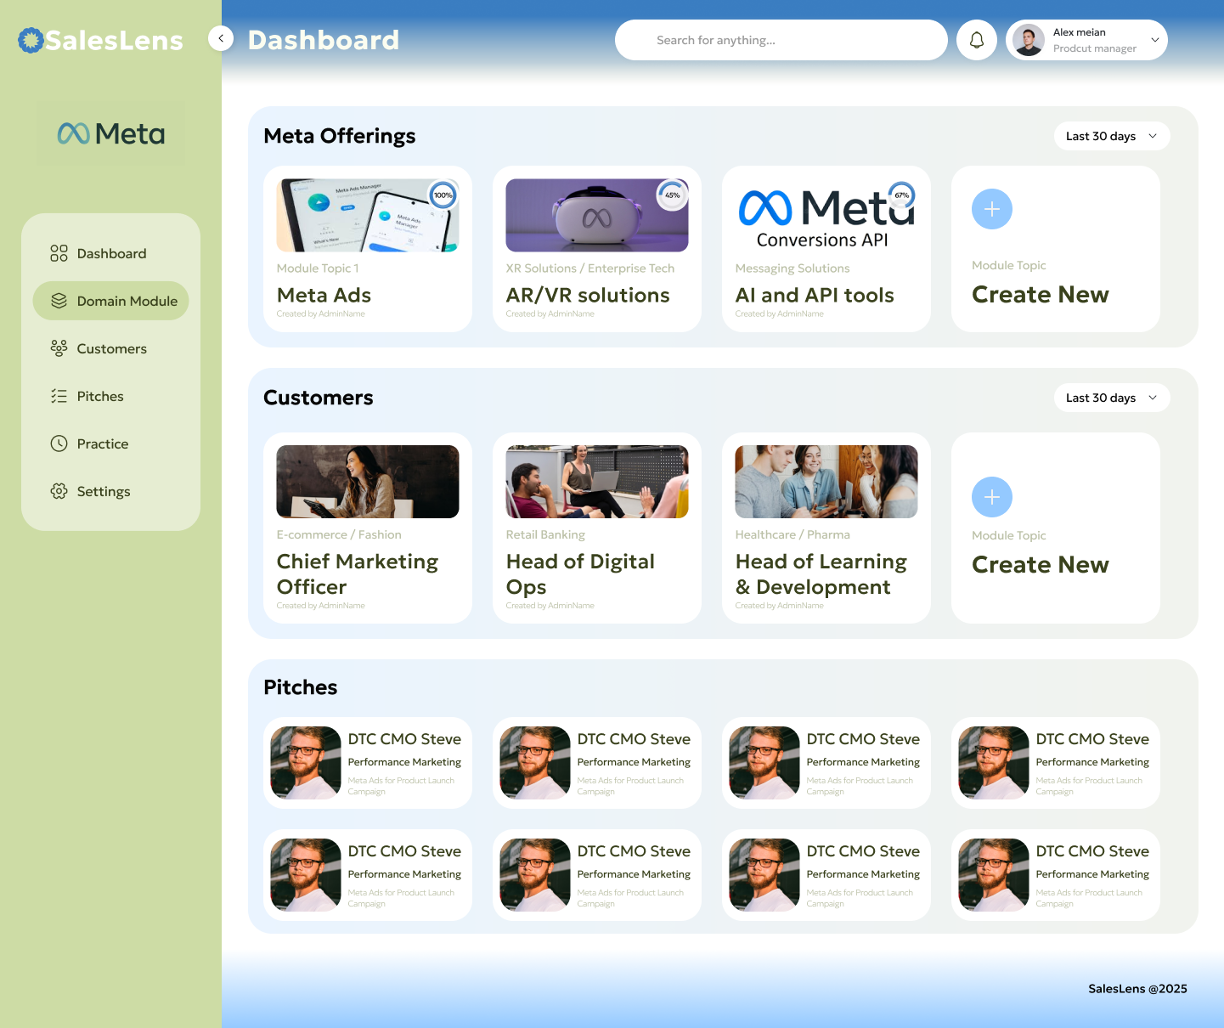 SalesLens
Dashboard
Search for anything...
Alex meian
Prodcut manager
Meta
Dashboard
Domain Module
Customers
Pitches
Practice
Settings
Meta Offerings
Last 30 days
Meta Ads Manager
100%
What's New
Meta Ads
Manager
Module Topic 1
Meta Ads
Created by AdminName
45%
XR Solutions / Enterprise Tech
AR/VR solutions
Created by AdminName
Meta
67%
Conversions API
Messaging Solutions
AI and API tools
Created by AdminName
Module Topic
Create New
Customers
Last 30 days
E-commerce / Fashion
Chief Marketing
Officer
Created by AdminName
Retail Banking
Head of Digital
Ops
Created by AdminName
Healthcare / Pharma
Head of Learning
& Development
Created by AdminName
Module Topic
Create New
Pitches
DTC CMO Steve
Performance Marketing
Meta Ads for Product Launch
Campaign
DTC CMO Steve
Performance Marketing
Meta Ads for Product Launch
Campaign
DTC CMO Steve
Performance Marketing
Meta Ads for Product Launch
Campaign
DTC CMO Steve
Performance Marketing
Meta Ads for Product Launch
Campaign
DTC CMO Steve
Performance Marketing
Meta Ads for Product Launch
Campaign
DTC CMO Steve
Performance Marketing
Meta Ads for Product Launch
Campaign
DTC CMO Steve
Performance Marketing
Meta Ads for Product Launch
Campaign
DTC CMO Steve
Performance Marketing
Meta Ads for Product Launch
Campaign
SalesLens @2025